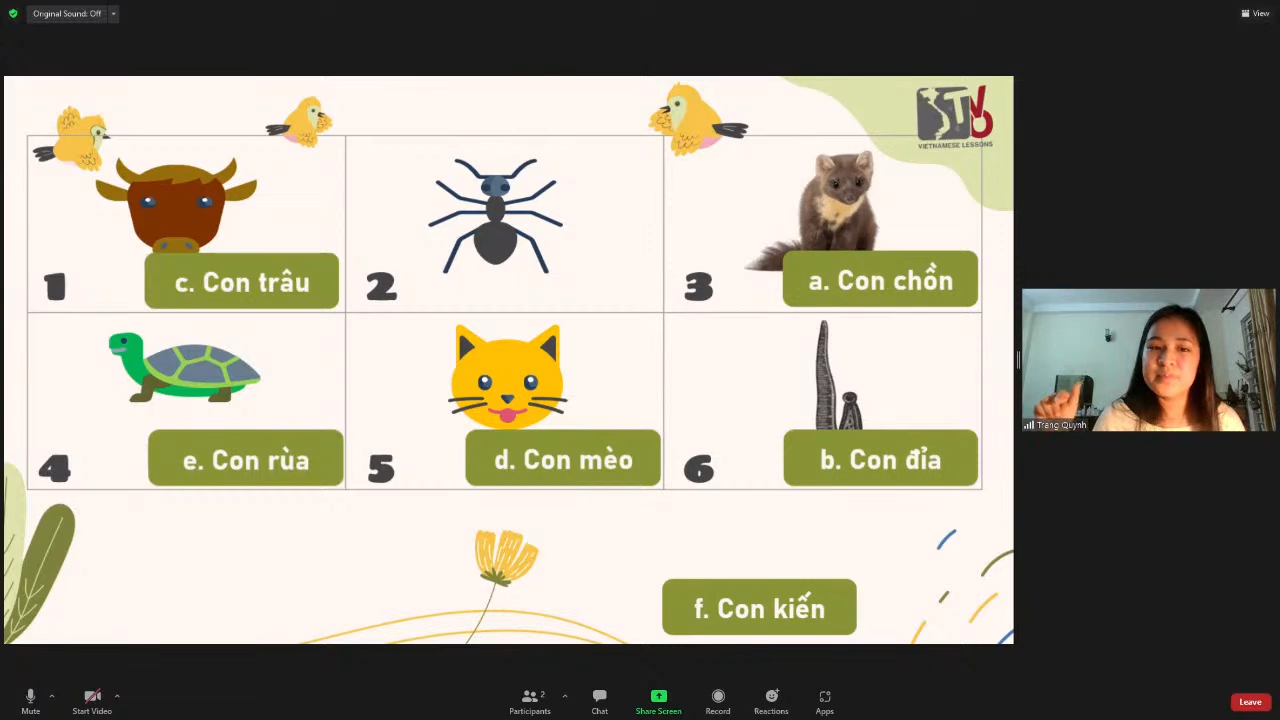 Original Sound: Off
View
STVO
VIETNAMESE LESSONS
1
c. Con trâu
2
3
a. Con chồn
4
e. Con rùa
5
d. Con mèo
6
b. Con đỉa
f. Con kiến
Trang Quynh
Mute
Start Video
Participants
2
Chat
Share Screen
Record
Reactions
Apps
Leave